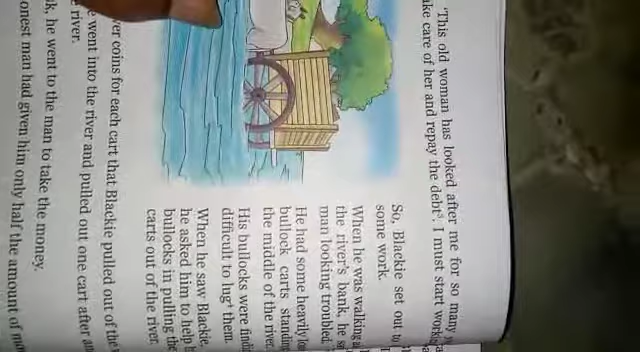 'This old woman has looked after me for so many
take care of her and repay the debt⁵. I must start
So, Blackie set out to
some work.
When he was walking
the river's bank, he
man looking troubled.
He had some heavily
bullock carts standing
the middle of the river.
His bullocks were
difficult to lug⁶ them.
When he saw Blackie,
he asked him to help
bullocks in pulling the
carts out of the river.
coins for each cart that Blackie pulled out of the
went into the river and pulled out one cart after
river.
he went to the man to take the money.
man had given him only half the amount of